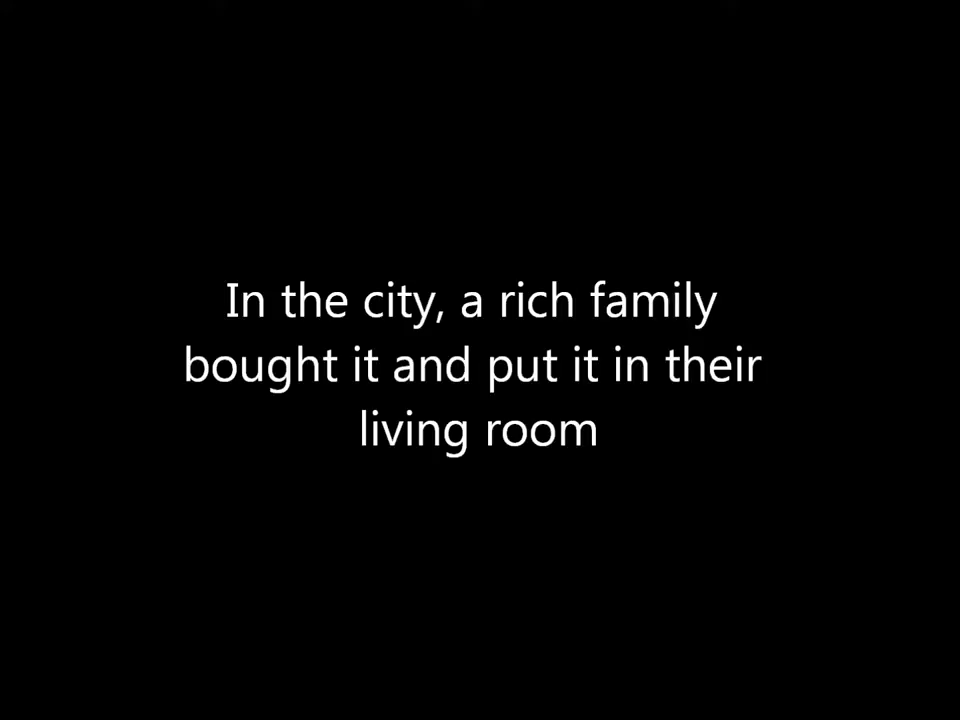 In the city, a rich family
bought it and put it in their
living room